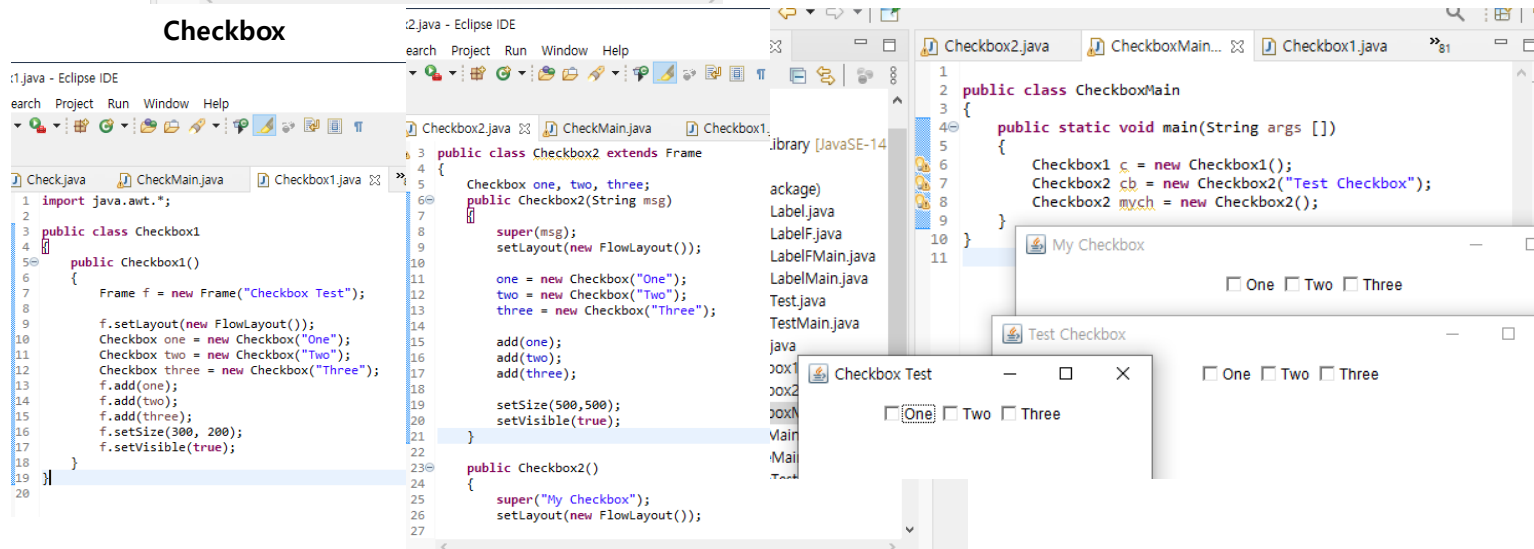 Checkbox
x1.java - Eclipse IDE
earch Project Run Window Help
Check.java CheckMain.java Checkbox1.java
1 import java.awt.*;
2
3 public class Checkbox1
4 {
5 public Checkbox1()
6 {
7 Frame f = new Frame("Checkbox Test");
8
9 f.setLayout(new FlowLayout());
10 Checkbox one = new Checkbox("One");
11 Checkbox two = new Checkbox("Two");
12 Checkbox three = new Checkbox("Three");
13 f.add(one);
14 f.add(two);
15 f.add(three);
16 f.setSize(300, 200);
17 f.setVisible(true);
18 }
19 }
20
x2.java - Eclipse IDE
earch Project Run Window Help
Checkbox2.java CheckMain.java Checkbox1.
3 public class Checkbox2 extends Frame
4 {
5 Checkbox one, two, three;
6 public Checkbox2(String msg)
7 {
8 super(msg);
9 setLayout(new FlowLayout());
10
11 one = new Checkbox("One");
12 two = new Checkbox("Two");
13 three = new Checkbox("Three");
14
15 add(one);
16 add(two);
17 add(three);
18
19 setSize(500,500);
20 setVisible(true);
21 }
22
23 public Checkbox2()
24 {
25 super("My Checkbox");
26 setLayout(new FlowLayout());
27
ibrary [JavaSE-14
ackage)
Label.java
LabelF.java
LabelFMain.java
LabelMain.java
Test.java
TestMain.java
java
box1
box2
boxM
Main
Mai
Checkbox2.java CheckboxMain... Checkbox1.java »81
1
2 public class CheckboxMain
3 {
4 public static void main(String args [])
5 {
6 Checkbox1 c = new Checkbox1();
7 Checkbox2 cb = new Checkbox2("Test Checkbox");
8 Checkbox2 mych = new Checkbox2();
9 }
10 }
11
My Checkbox
One Two Three
Test Checkbox
One Two Three
Checkbox Test
One Two Three